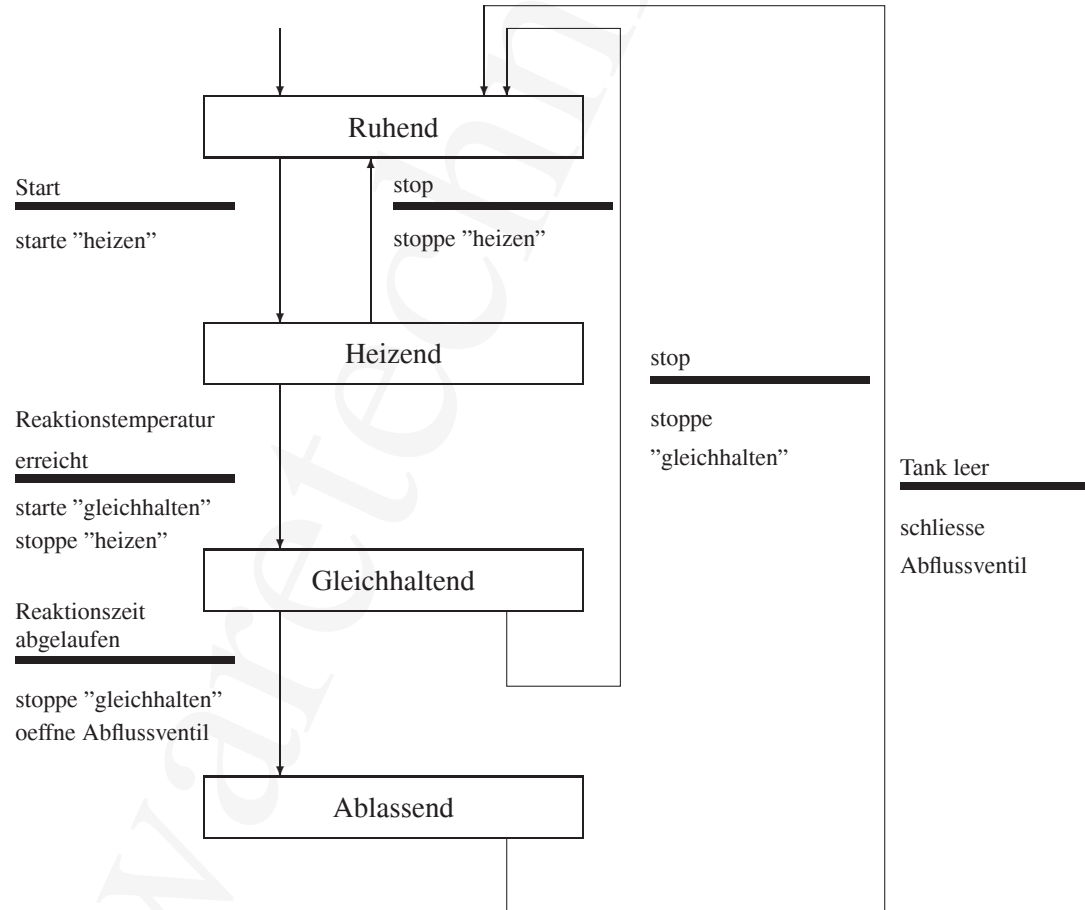 Ruhend
Start
starte ”heizen”
stop
stoppe ”heizen”
Heizend
stop
stoppe
”gleichhalten”
Reaktionstemperatur
erreicht
starte ”gleichhalten”
stoppe ”heizen”
Tank leer
schliesse
Abflussventil
Gleichhaltend
Reaktionszeit
abgelaufen
stoppe ”gleichhalten”
oeffne Abflussventil
Ablassend